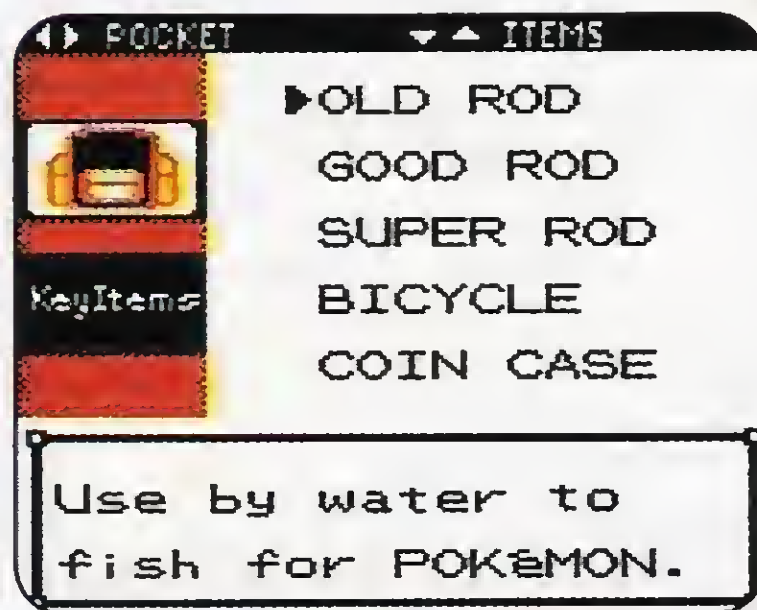 ◀▶ POCKET ▼▲ ITEMS
▶OLD ROD
GOOD ROD
SUPER ROD
BICYCLE
COIN CASE
KeyItems
Use by water to
fish for POKéMON.